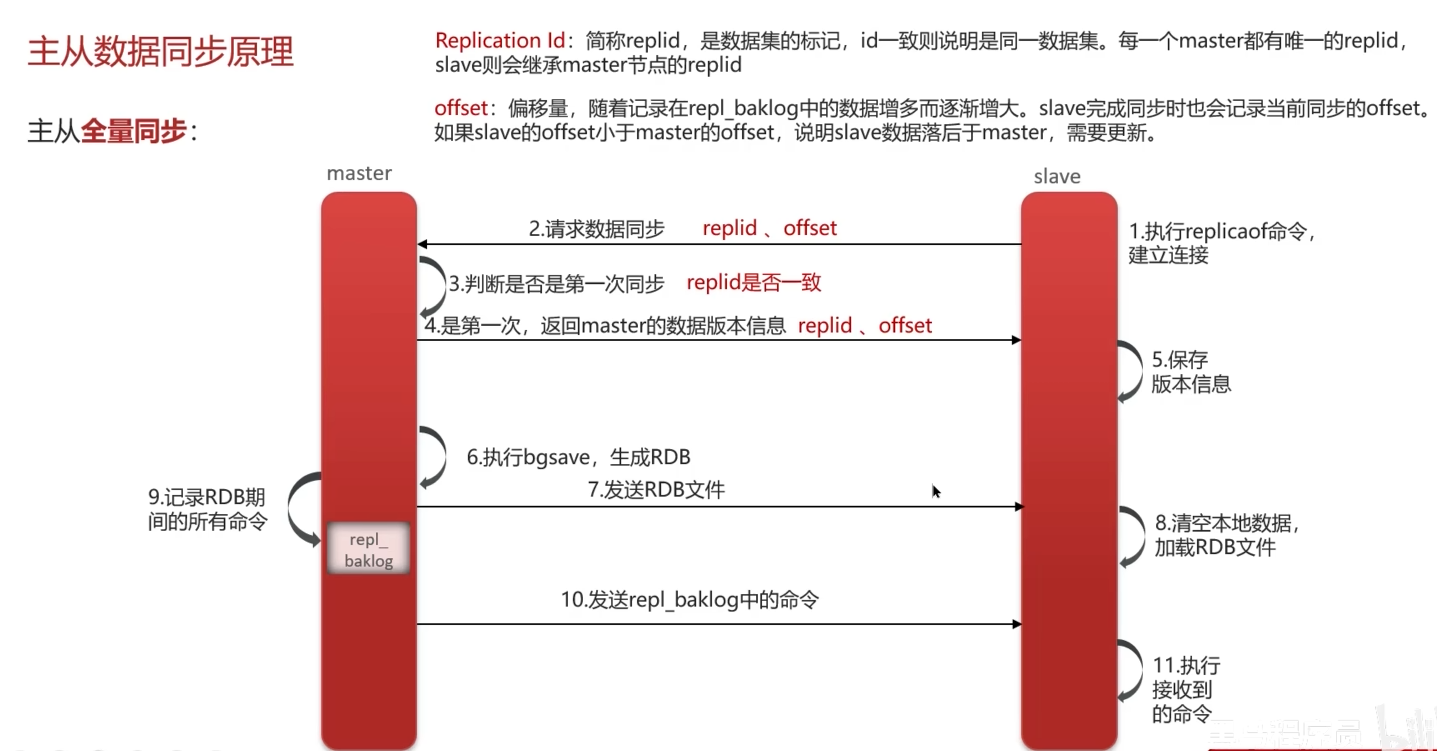 主从数据同步原理
Replication Id：简称replid，是数据集的标记，id一致则说明是同一数据集。每一个master都有唯一的replid，
slave则会继承master节点的replid
offset：偏移量，随着记录在repl_baklog中的数据增多而逐渐增大。slave完成同步时也会记录当前同步的offset。
如果slave的offset小于master的offset，说明slave数据落后于master，需要更新。
主从全量同步：
master
slave
1.执行replicaof命令，
建立连接
2.请求数据同步 replid 、offset
3.判断是否是第一次同步 replid是否一致
4.是第一次，返回master的数据版本信息 replid 、offset
5.保存
版本信息
6.执行bgsave，生成RDB
7.发送RDB文件
8.清空本地数据，
加载RDB文件
9.记录RDB期
间的所有命令
repl_
baklog
10.发送repl_baklog中的命令
11.执行
接收到
的命令